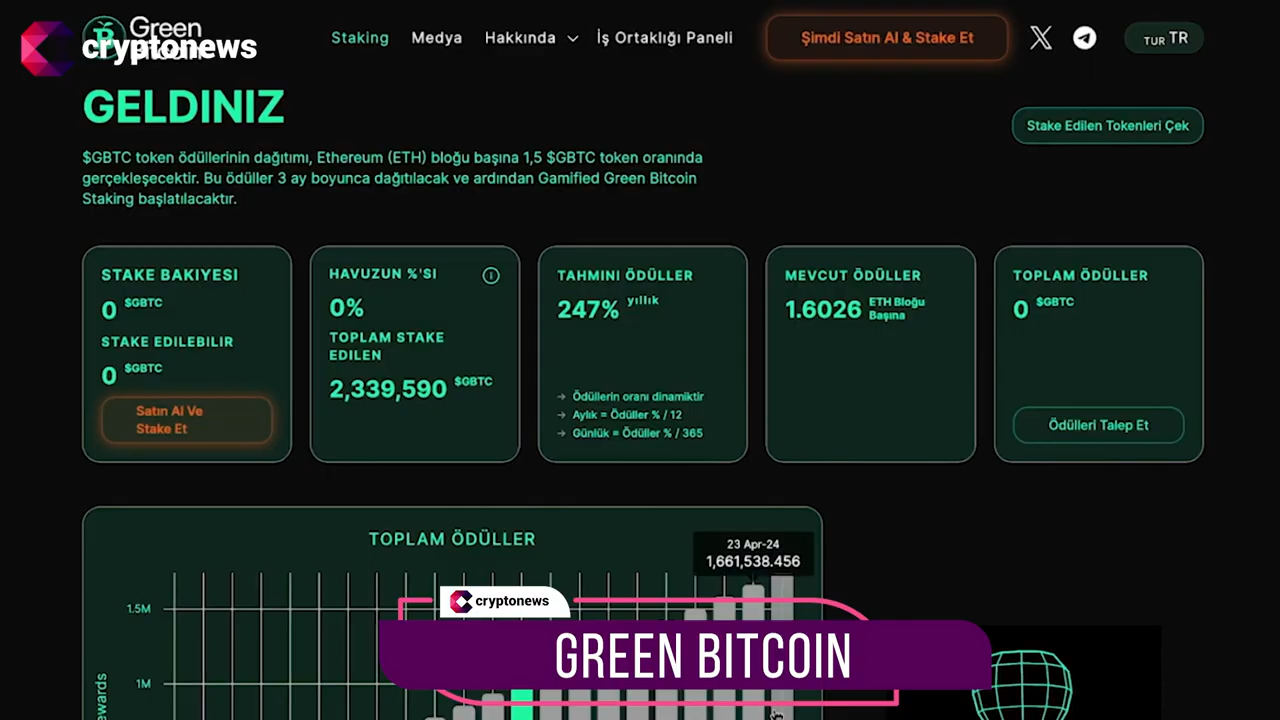 Green
Bitcoin
cryptonews
Staking
Medya
Hakkında
İş Ortaklığı Paneli
Şimdi Satın Al & Stake Et
TUR TR
GELDINIZ
Stake Edilen Tokenleri Çek
$GBTC token ödüllerinin dağıtımı, Ethereum (ETH) bloğu başına 1,5 $GBTC token oranında
gerçekleşecektir. Bu ödüller 3 ay boyunca dağıtılacak ve ardından Gamified Green Bitcoin
Staking başlatılacaktır.
STAKE BAKIYESI
0 $GBTC
STAKE EDILEBILIR
0 $GBTC
Satın Al Ve
Stake Et
HAVUZUN %'SI
0%
TOPLAM STAKE
EDILEN
2,339,590 $GBTC
TAHMINI ÖDÜLLER
247% yıllık
→ Ödüllerin oranı dinamiktir
→ Aylık = Ödüller % / 12
→ Günlük = Ödüller % / 365
MEVCUT ÖDÜLLER
1.6026 ETH Bloğu
Başına
TOPLAM ÖDÜLLER
0 $GBTC
Ödülleri Talep Et
TOPLAM ÖDÜLLER
23 Apr-24
1,661,538.456
1.5M
1M
cryptonews
GREEN BITCOIN